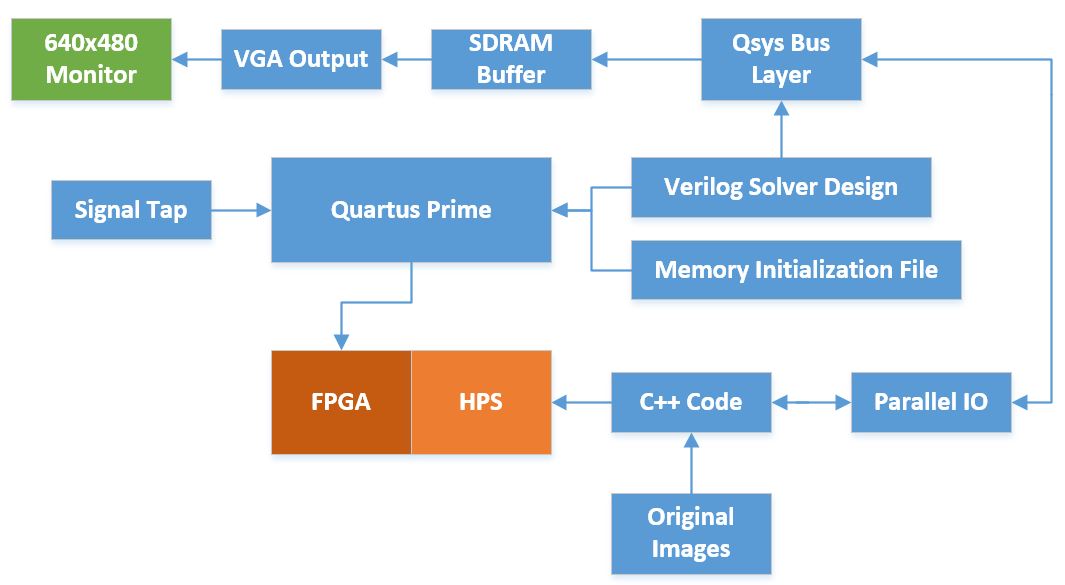 640x480
Monitor
VGA Output
SDRAM
Buffer
Qsys Bus
Layer
Signal Tap
Quartus Prime
Verilog Solver Design
Memory Initialization File
FPGA
HPS
C++ Code
Parallel IO
Original
Images